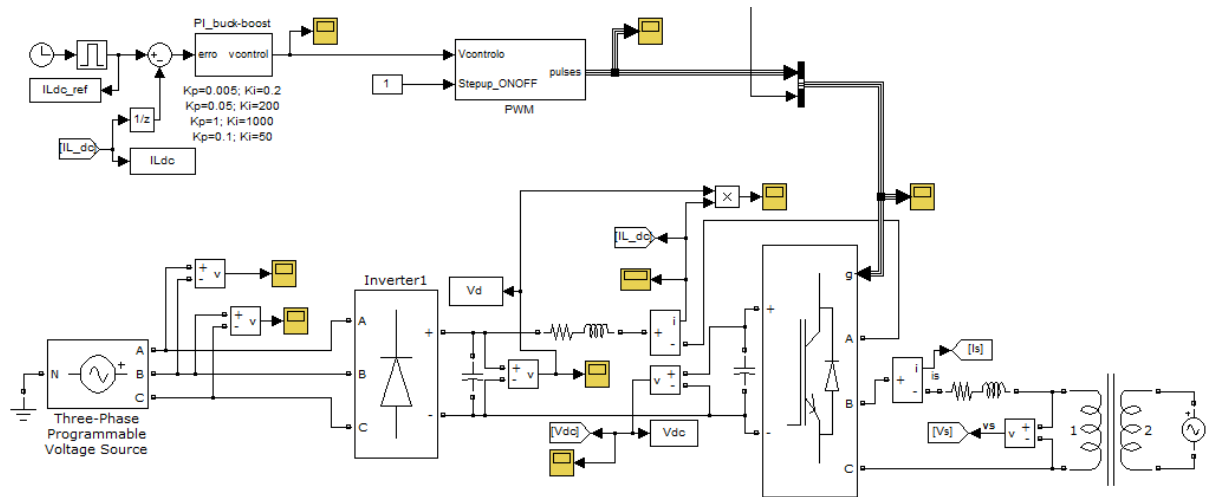 PI_buck-boost
erro
vcontrol
Vcontrolo
Stepup_ONOFF
pulses
PWM
1
+
-
ILdc_ref
Kp=0.005; Ki=0.2
Kp=0.05; Ki=200
Kp=1; Ki=1000
Kp=0.1; Ki=50
1/z
[IL_dc]
ILdc
×
[IL_dc]
g
Inverter1
Vd
+
-
v
+
-
v
A
B
C
+
-
+
i
-
+
-
v
v
+
-
+
-
A
B
C
N
+
A
B
C
Three-Phase
Programmable
Voltage Source
[Vdc]
Vdc
+
i
-
[Is]
is
[Vs]
vs
v
+
-
1
2
+